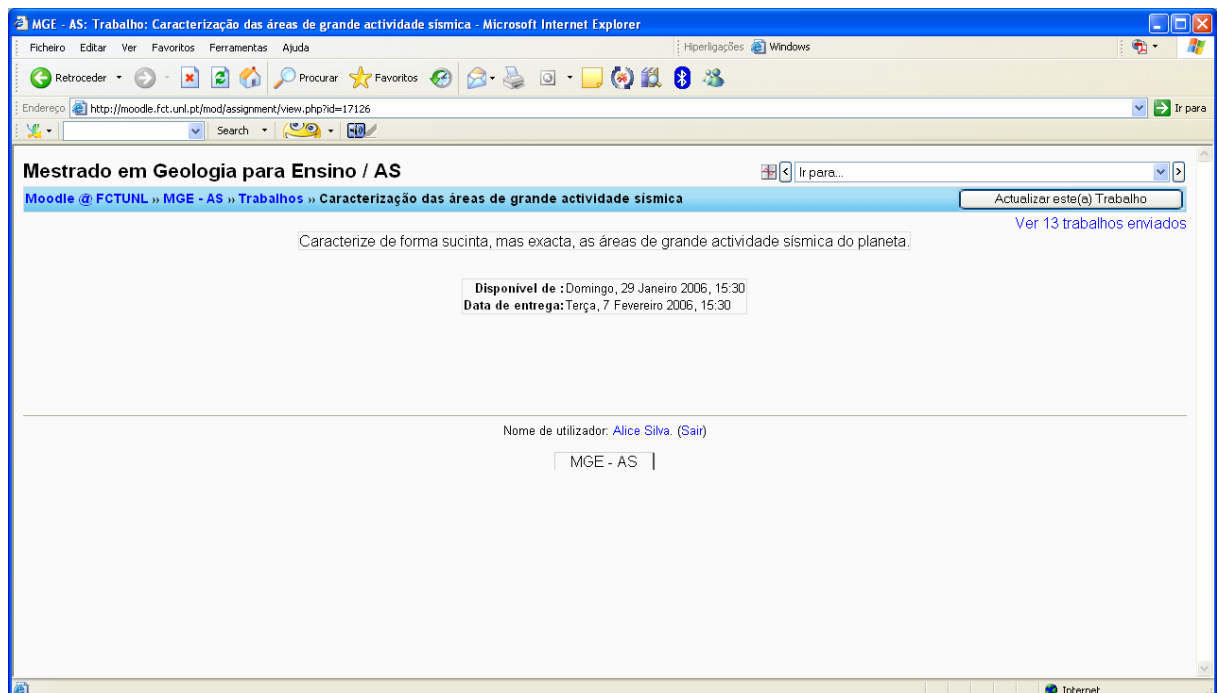 MGE - AS: Trabalho: Caracterização das áreas de grande actividade sísmica - Microsoft Internet Explorer
Ficheiro Editar Ver Favoritos Ferramentas Ajuda Hiperligações Windows
Retroceder Procurar Favoritos
Endereço http://moodle.fct.unl.pt/mod/assignment/view.php?id=17126 Ir para
Search
Mestrado em Geologia para Ensino / AS Ir para...
Moodle @ FCTUNL » MGE - AS » Trabalhos » Caracterização das áreas de grande actividade sísmica Actualizar este(a) Trabalho
Ver 13 trabalhos enviados
Caracterize de forma sucinta, mas exacta, as áreas de grande actividade sísmica do planeta.
Disponível de : Domingo, 29 Janeiro 2006, 15:30
Data de entrega: Terça, 7 Fevereiro 2006, 15:30
Nome de utilizador: Alice Silva. (Sair)
MGE - AS
Internet